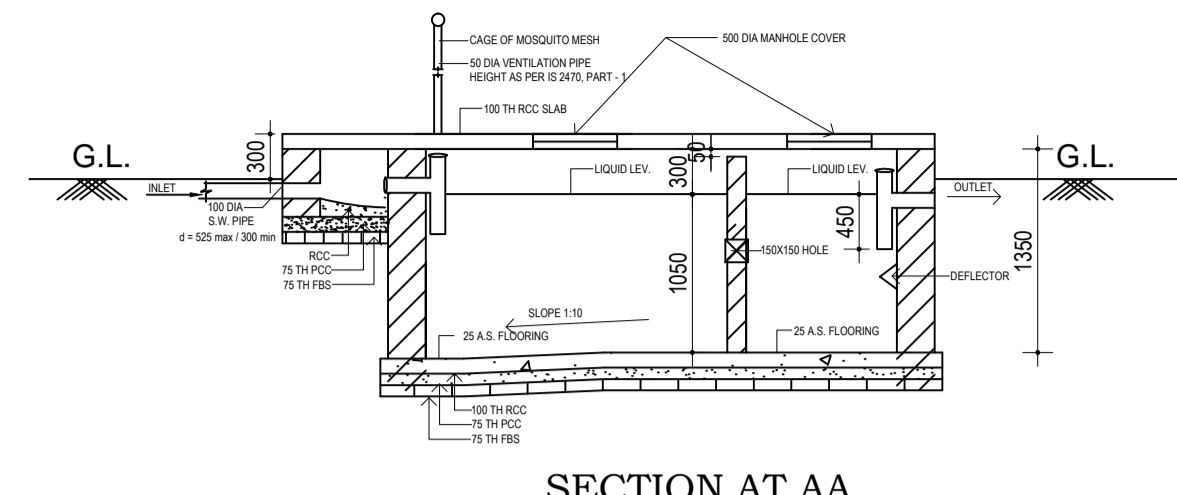 CAGE OF MOSQUITO MESH
50 DIA VENTILATION PIPE
HEIGHT AS PER IS 2470, PART - 1
500 DIA MANHOLE COVER
100 TH RCC SLAB
G.L.
300
300
50
G.L.
LIQUID LEV.
LIQUID LEV.
INLET
OUTLET
100 DIA
S.W. PIPE
d = 525 max / 300 min
450
1350
RCC
75 TH PCC
75 TH FBS
1050
150X150 HOLE
DEFLECTOR
SLOPE 1:10
25 A.S. FLOORING
25 A.S. FLOORING
100 TH RCC
75 TH PCC
75 TH FBS
SECTION AT AA